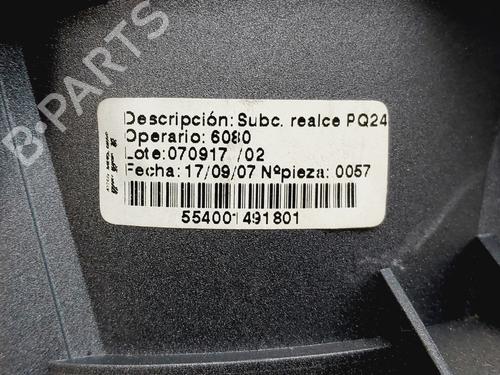 B-PARTS
Descripción: Subc. realce PQ24
Operario: 6080
Lote: 070917 /02
Fecha: 17/09/07 Nºpieza: 0057
554001491801